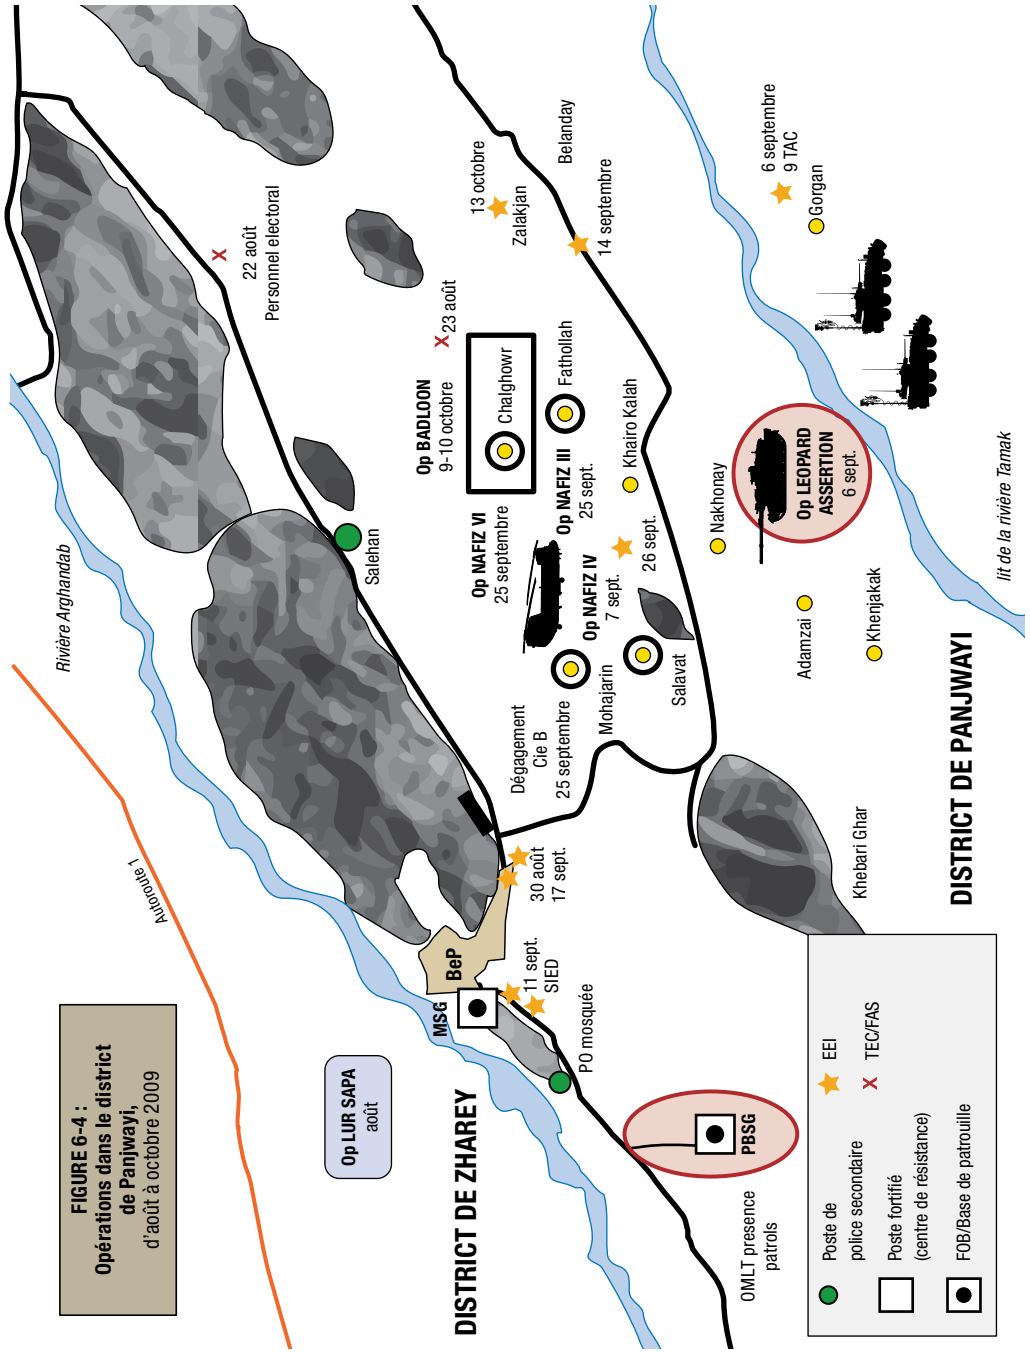 FIGURE 6-4 :
Opérations dans le district
de Panjwayi,
d'août à octobre 2009
Autoroute 1
Rivière Arghandab
Op LUR SAPA
août
DISTRICT DE ZHAREY
MSG
BeP
11 sept.
SIED
PO mosquée
30 août
17 sept.
PBSG
OMLT presence
patrols
Salehan
22 août
Personnel electoral
23 août
Op BADLOON
9-10 octobre
Chalghowr
Fathollah
Op NAFIZ VI
25 septembre
Op NAFIZ III
25 sept.
Op NAFIZ IV
7 sept.
26 sept.
Khairo Kalah
Dégagement
Cie B
25 septembre
Mohajarin
Salavat
13 octobre
Zalakjan
Belanday
14 septembre
6 septembre
9 TAC
Gorgan
Nakhonay
Op LEOPARD
ASSERTION
6 sept.
Adamzai
Khenjakak
lit de la rivière Tarnak
Khebari Ghar
DISTRICT DE PANJWAYI
Poste de
police secondaire
Poste fortifié
(centre de résistance)
FOB/Base de patrouille
EEI
X TEC/FAS